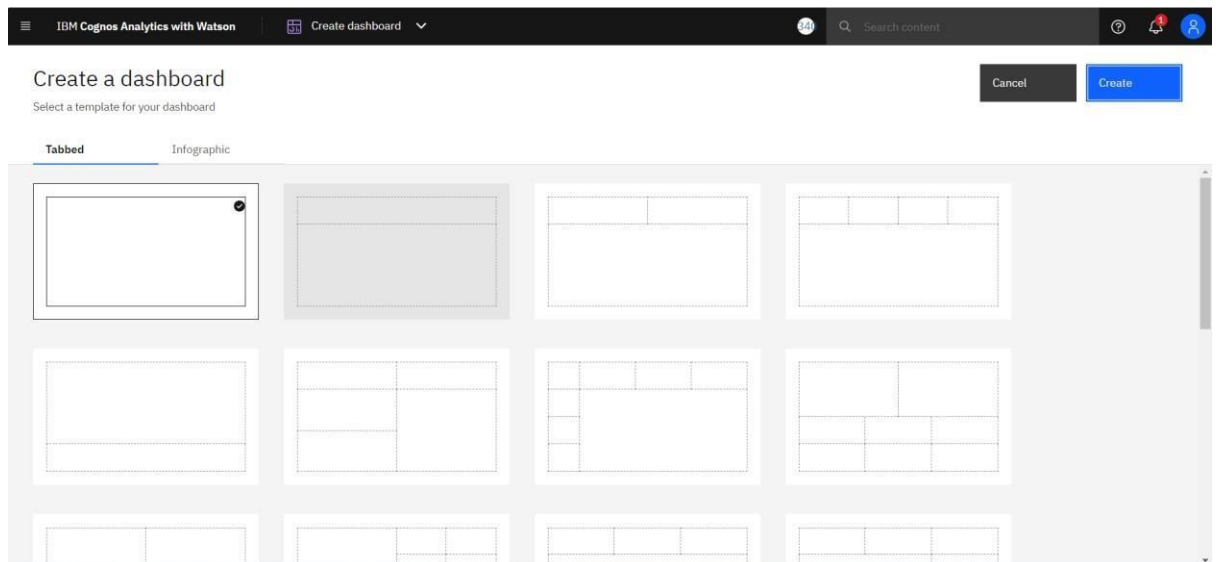 IBM Cognos Analytics with Watson
Create dashboard
Search content
1
Create a dashboard
Cancel
Create
Select a template for your dashboard
Tabbed
Infographic